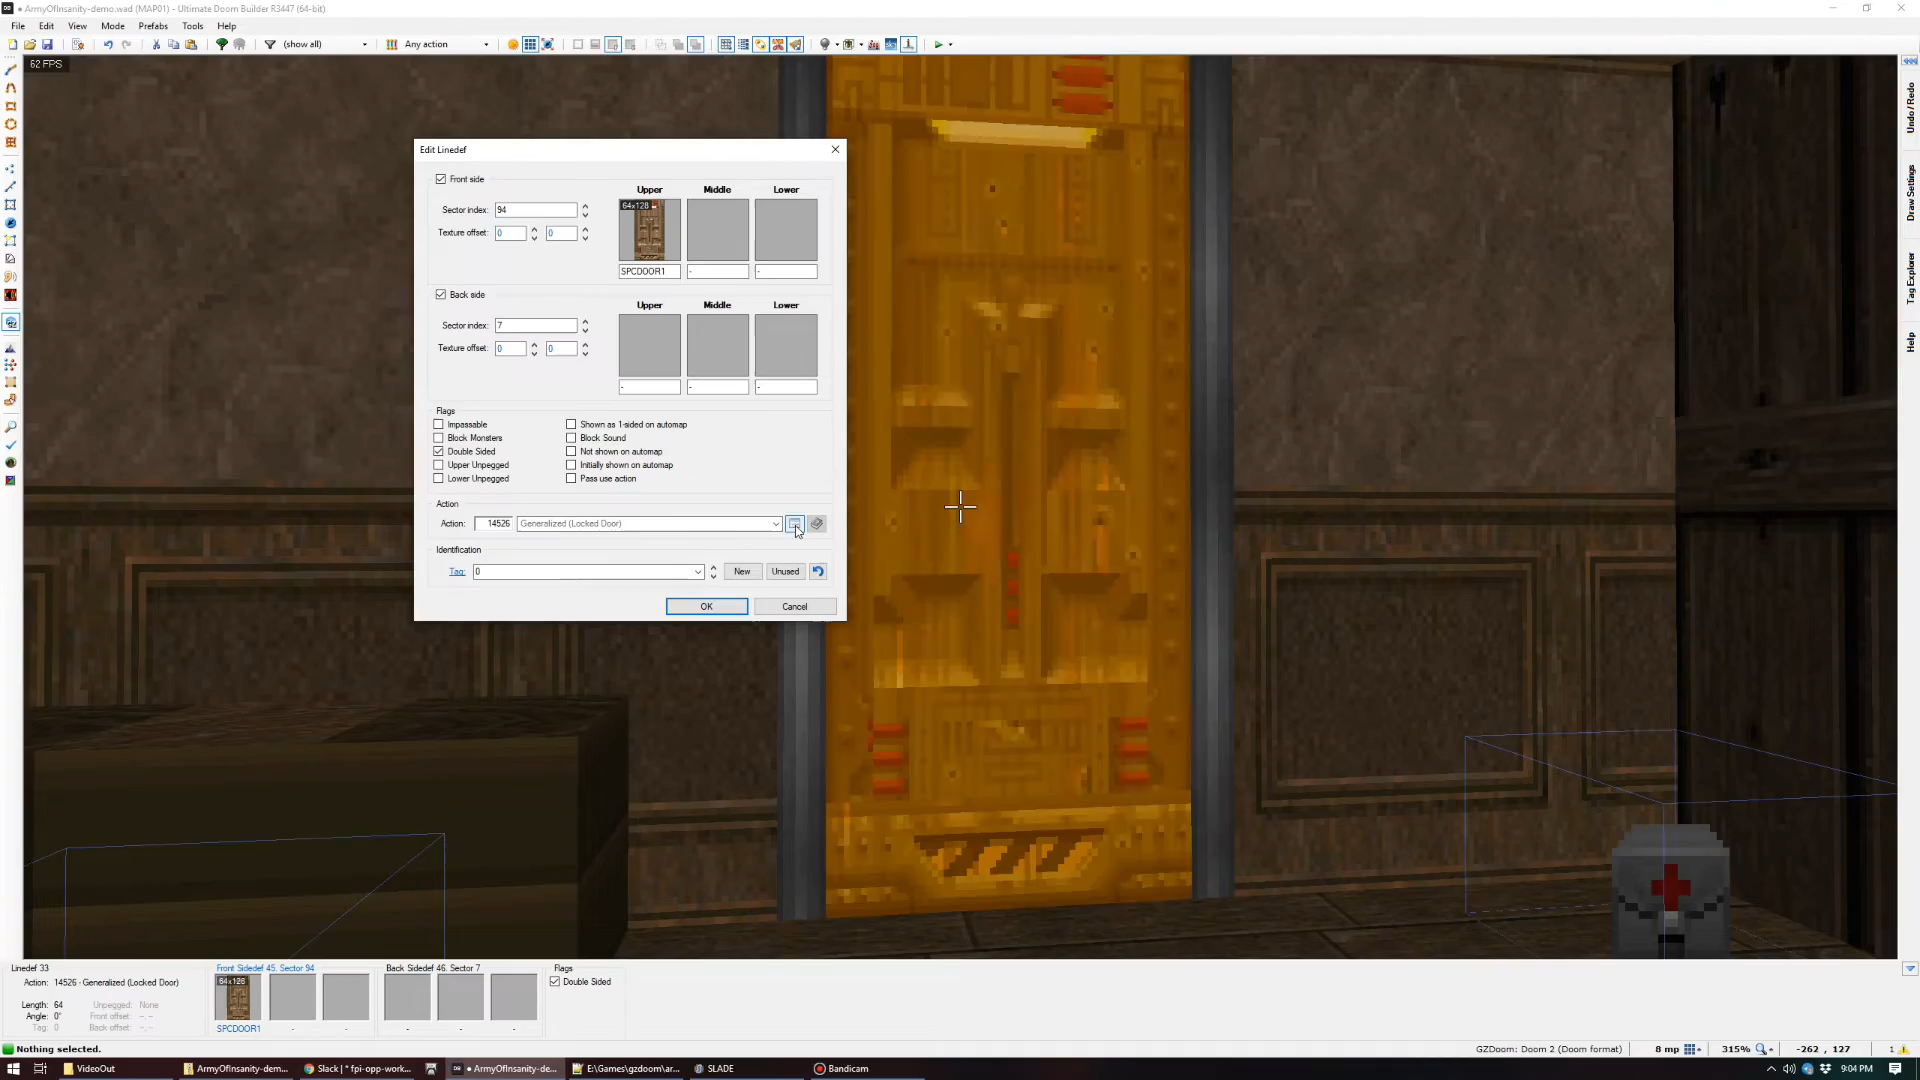 ArmyOfInsanity-demo.wad (MAP01) - Ultimate Doom Builder R3447 (64-bit)
File Edit View Mode Prefabs Tools Help
(show all) Any action
62 FPS
Undo/Redo
Draw Settings
Tag Explorer
Help
Edit Linedef
Front side
Upper Middle Lower
Sector index: 94
64x128
Texture offset: 0 0
SPCDOOR1 - -
Back side
Upper Middle Lower
Sector index: 7
Texture offset: 0 0
- - -
Flags
Impassable Shown as 1-sided on automap
Block Monsters Block Sound
Double Sided Not shown on automap
Upper Unpegged Initially shown on automap
Lower Unpegged Pass use action
Action
Action: 14526 Generalized (Locked Door)
Identification
Tag: 0 New Unused
OK Cancel
Linedef 33 Front Sidedef 45. Sector 94 Back Sidedef 46. Sector 7 Flags
Action: 14526 - Generalized (Locked Door) 64x128 Double Sided
Length: 64 Unpegged: None
Angle: 0° Front offset: --, --
Tag: 0 Back offset: --, --
SPCDOOR1 - - - - -
Nothing selected. GZDoom: Doom 2 (Doom format) 8 mp 315% -262 , 127 1
VideoOut ArmyOfInsanity-dem... Slack | * fpi-opp-work... • ArmyOfInsanity-de... E:\Games\gzdoom\ar... SLADE Bandicam 9:04 PM